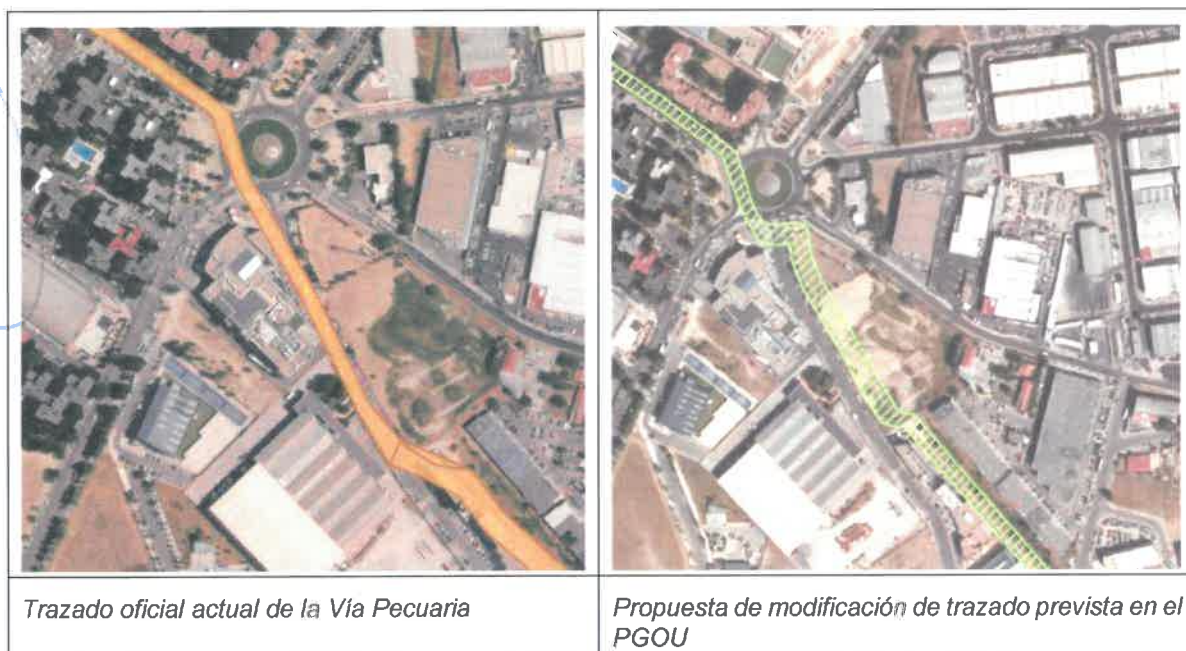 Trazado oficial actual de la Vía Pecuaria
Propuesta de modificación de trazado prevista en el
PGOU